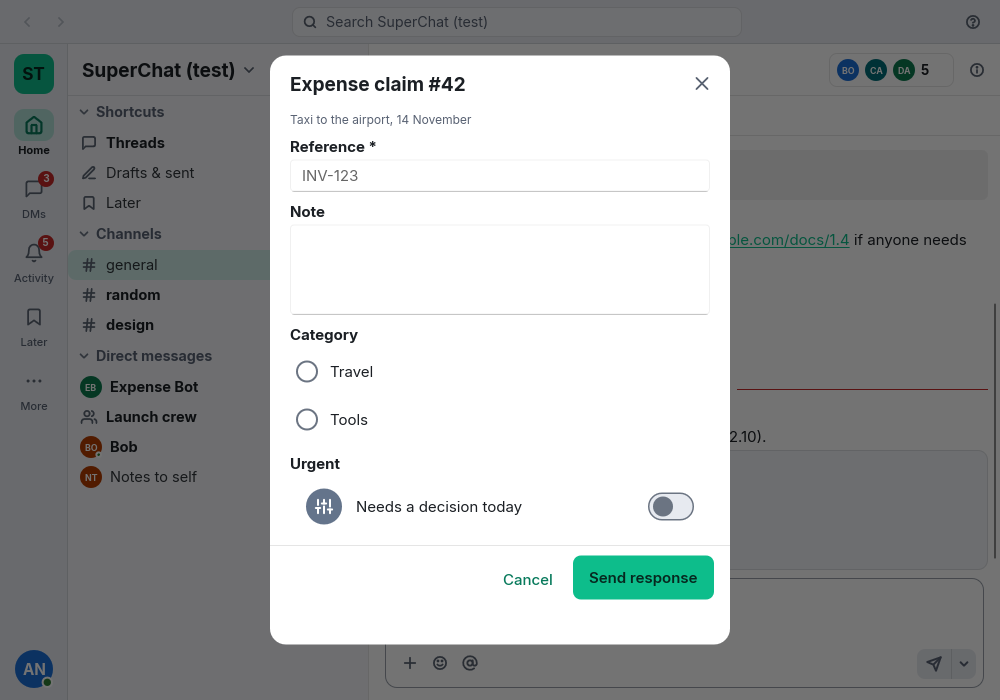 Search SuperChat (test)
ST
SuperChat (test)
BO CA DA 5
Home
3
DMs
5
Activity
Later
More
AN
Shortcuts
Threads
Drafts & sent
Later
Channels
general
random
design
Direct messages
EB Expense Bot
Launch crew
BO Bob
NT Notes to self
ble.com/docs/1.4 if anyone needs
2.10).
Expense claim #42
Taxi to the airport, 14 November
Reference *
INV-123
Note
Category
Travel
Tools
Urgent
Needs a decision today
Cancel
Send response